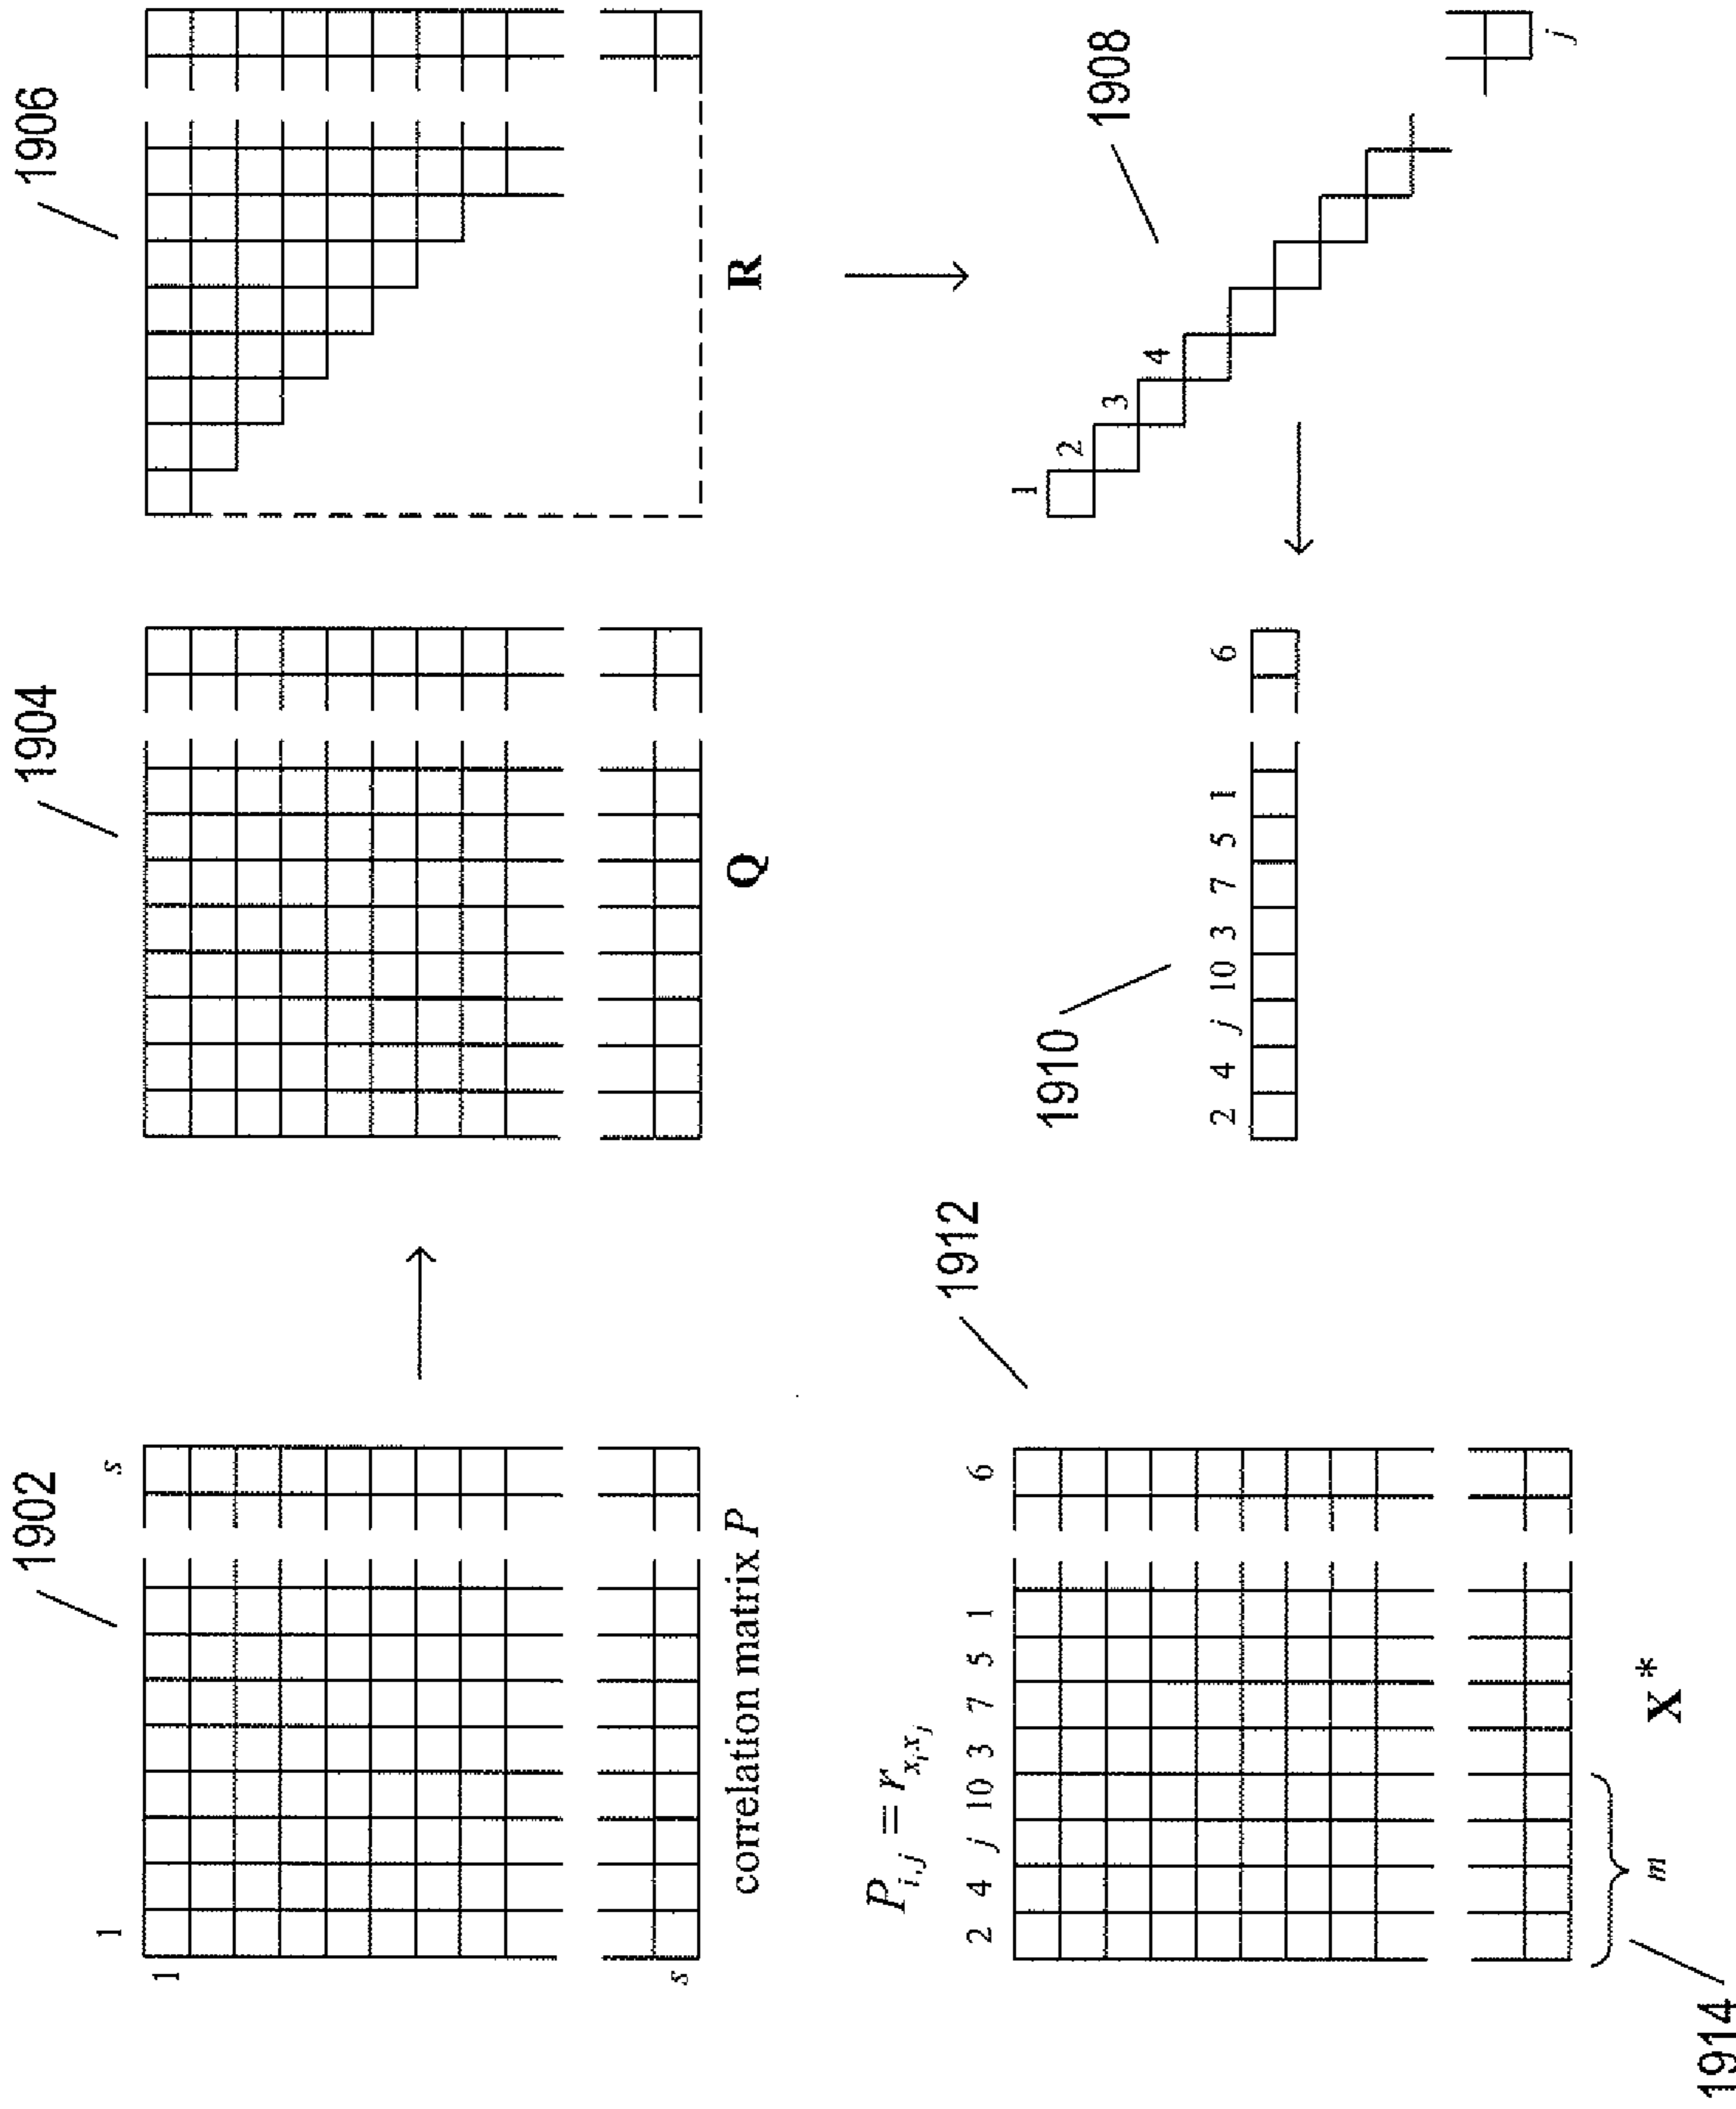 1902
1904
1906
1 s
1
s
correlation matrix P
Q
R
P_{i,j} = r_{x_i x_j}
1912
2 4 j 10 3 7 5 1 6
m
X*
1914
1910
2 4 j 10 3 7 5 1 6
1908
1
2
3
4
j